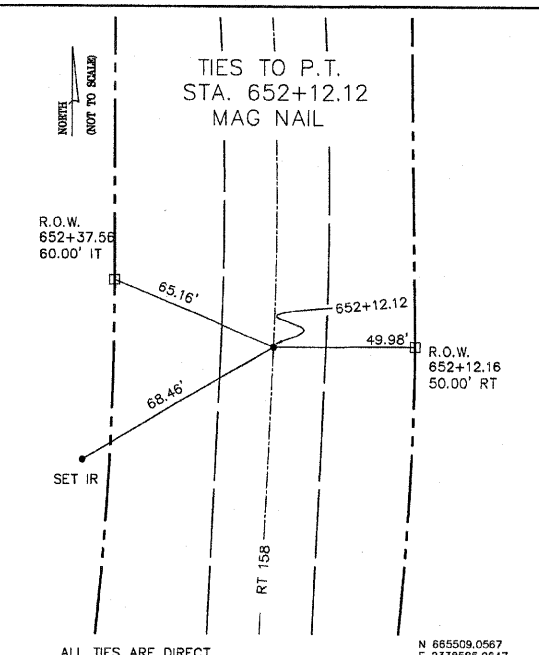 NORTH
(NOT TO SCALE)
TIES TO P.T.
STA. 652+12.12
MAG NAIL
R.O.W.
652+37.56
60.00' IT
65.16'
652+12.12
49.98'
R.O.W.
652+12.16
50.00' RT
68.46'
SET IR
RT 158
ALL TIES ARE DIRECT
N 665509.0567